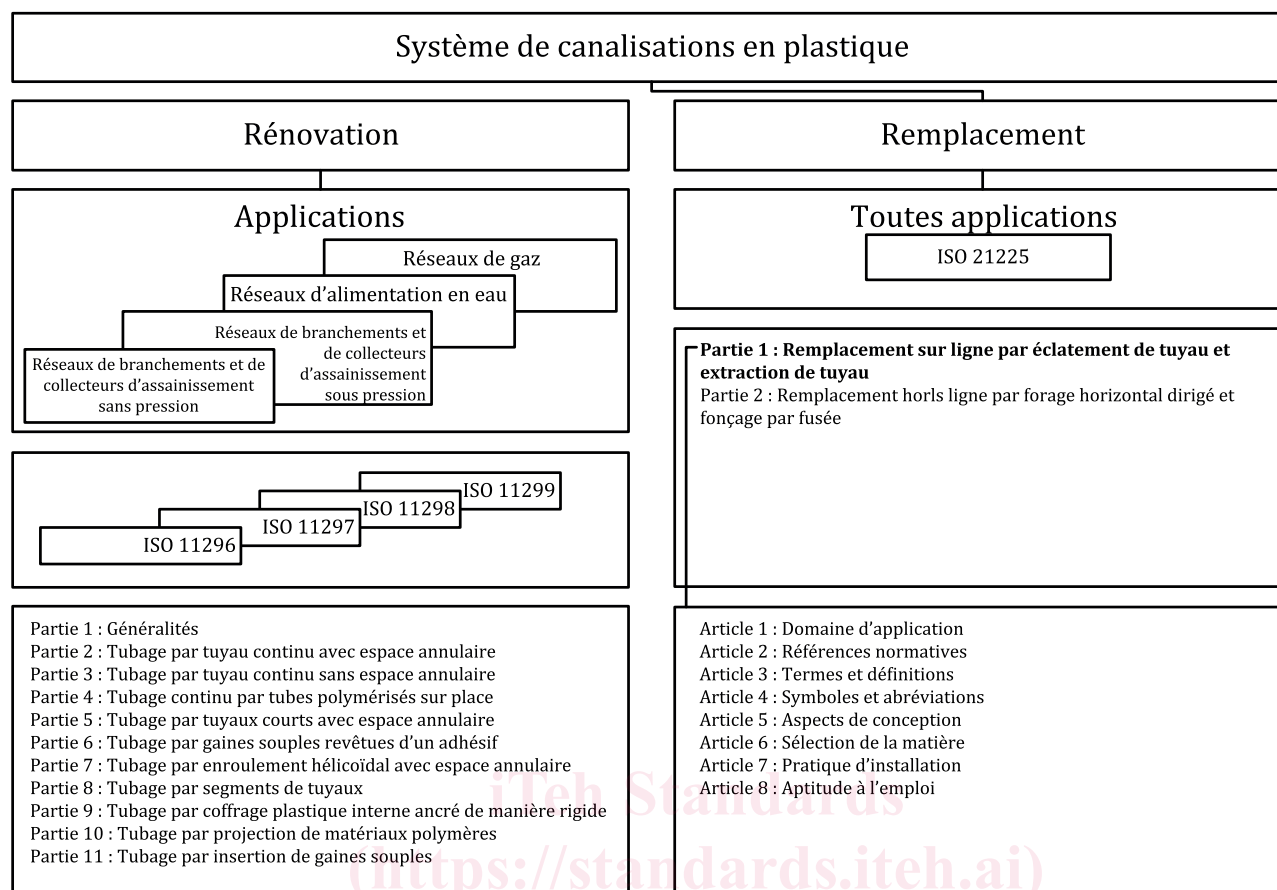 Système de canalisations en plastique
Rénovation
Remplacement
Applications
Réseaux de gaz
Réseaux d’alimentation en eau
Réseaux de branchements et
de collecteurs
d’assainissement
sous pression
Réseaux de branchements et de
collecteurs d’assainissement
sans pression
Toutes applications
ISO 21225
ISO 11299
ISO 11298
ISO 11297
ISO 11296
Partie 1 : Remplacement sur ligne par éclatement de tuyau et
extraction de tuyau
Partie 2 : Remplacement horls ligne par forage horizontal dirigé et
fonçage par fusée
Partie 1 : Généralités
Partie 2 : Tubage par tuyau continu avec espace annulaire
Partie 3 : Tubage par tuyau continu sans espace annulaire
Partie 4 : Tubage continu par tubes polymérisés sur place
Partie 5 : Tubage par tuyaux courts avec espace annulaire
Partie 6 : Tubage par gaines souples revêtues d’un adhésif
Partie 7 : Tubage par enroulement hélicoïdal avec espace annulaire
Partie 8 : Tubage par segments de tuyaux
Partie 9 : Tubage par coffrage plastique interne ancré de manière rigide
Partie 10 : Tubage par projection de matériaux polymères
Partie 11 : Tubage par insertion de gaines souples
Article 1 : Domaine d’application
Article 2 : Références normatives
Article 3 : Termes et définitions
Article 4 : Symboles et abréviations
Article 5 : Aspects de conception
Article 6 : Sélection de la matière
Article 7 : Pratique d’installation
Article 8 : Aptitude à l’emploi
iTeh Standards
(https://standards.iteh.ai)